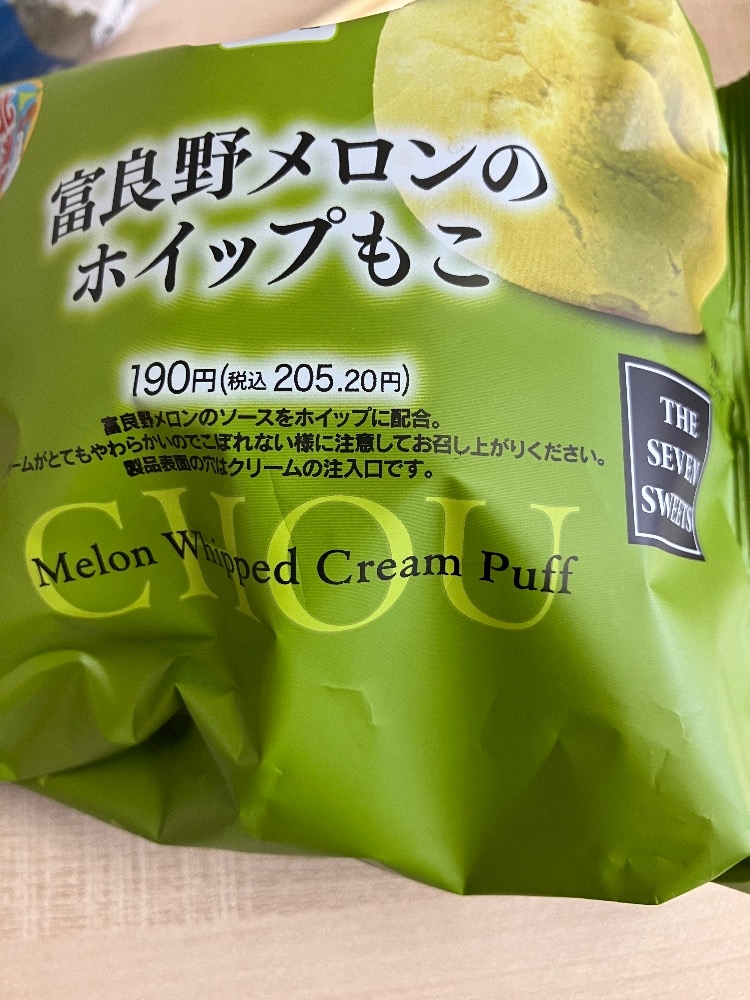 富良野メロンの
ホイップもこ
190円(税込 205.20円)
富良野メロンのソースをホイップに配合。
ームがとてもやわらかいのでこぼれない様に注意してお召し上がりください。
製品表面の穴はクリームの注入口です。
CHOU
Melon Whipped Cream Puff
THE
SEVEN
SWEETS